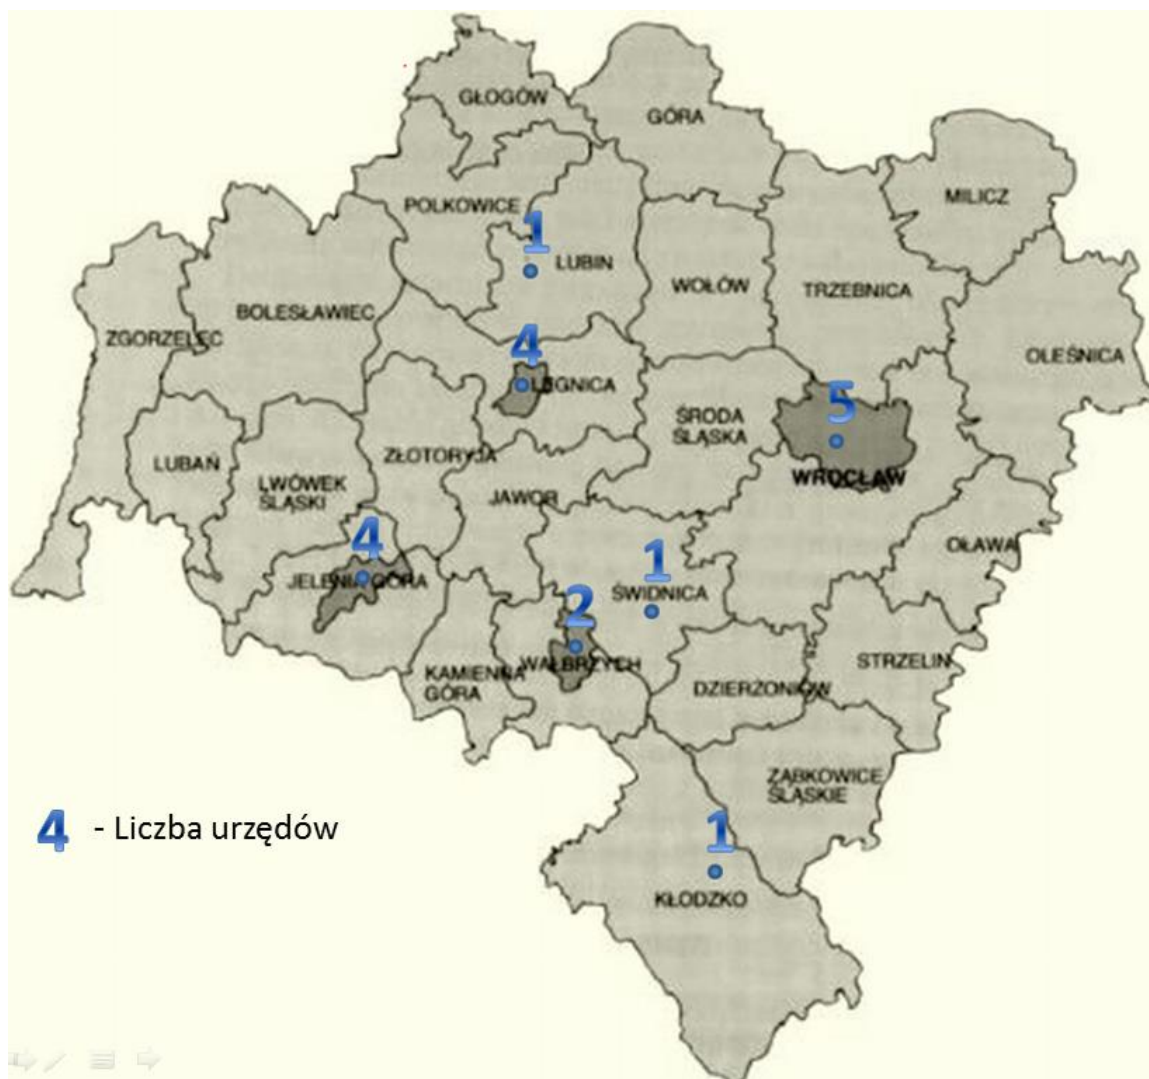 GŁOGÓW
GÓRA
MILICZ
POLKOWICE
1
LUBIN
WOŁÓW
TRZEBNICA
BOLESŁAWIEC
ZGORZELEC
OLEŚNICA
4
LEGNICA
5
ŚRODA
ŚLĄSKA
WROCŁAW
ZŁOTORYJA
LUBAŃ
LWÓWEK
ŚLĄSKI
JAWOR
4
JELENIA GÓRA
1
ŚWIDNICA
OŁAWA
2
WAŁBRZYCH
KAMIENNA
GÓRA
DZIERŻONIÓW
STRZELIN
ZĄBKOWICE
ŚLĄSKIE
4 - Liczba urzędów
1
KŁODZKO